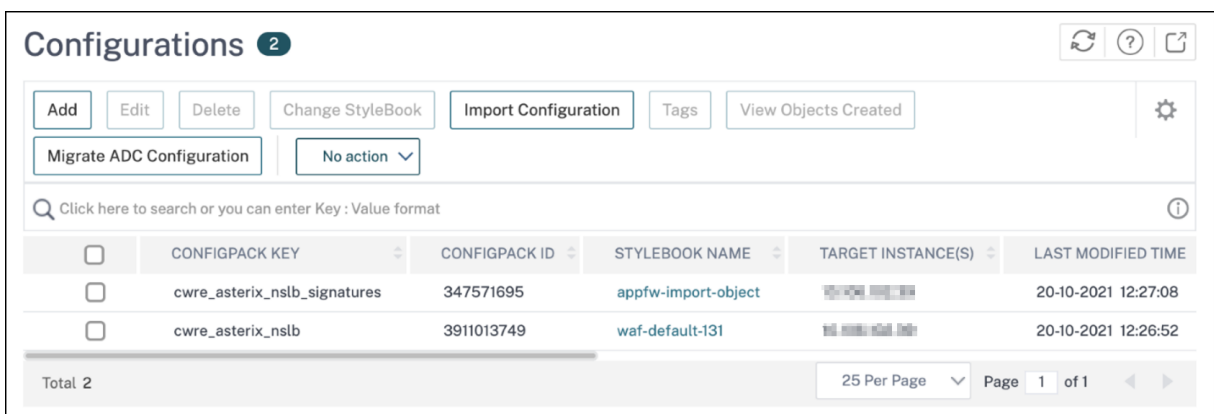 Configurations 2
Add Edit Delete Change StyleBook Import Configuration Tags View Objects Created
Migrate ADC Configuration No action
Click here to search or you can enter Key : Value format
CONFIGPACK KEY CONFIGPACK ID STYLEBOOK NAME TARGET INSTANCE(S) LAST MODIFIED TIME
cwre_asterix_nslb_signatures 347571695 appfw-import-object 20-10-2021 12:27:08
cwre_asterix_nslb 3911013749 waf-default-131 20-10-2021 12:26:52
Total 2 25 Per Page Page 1 of 1